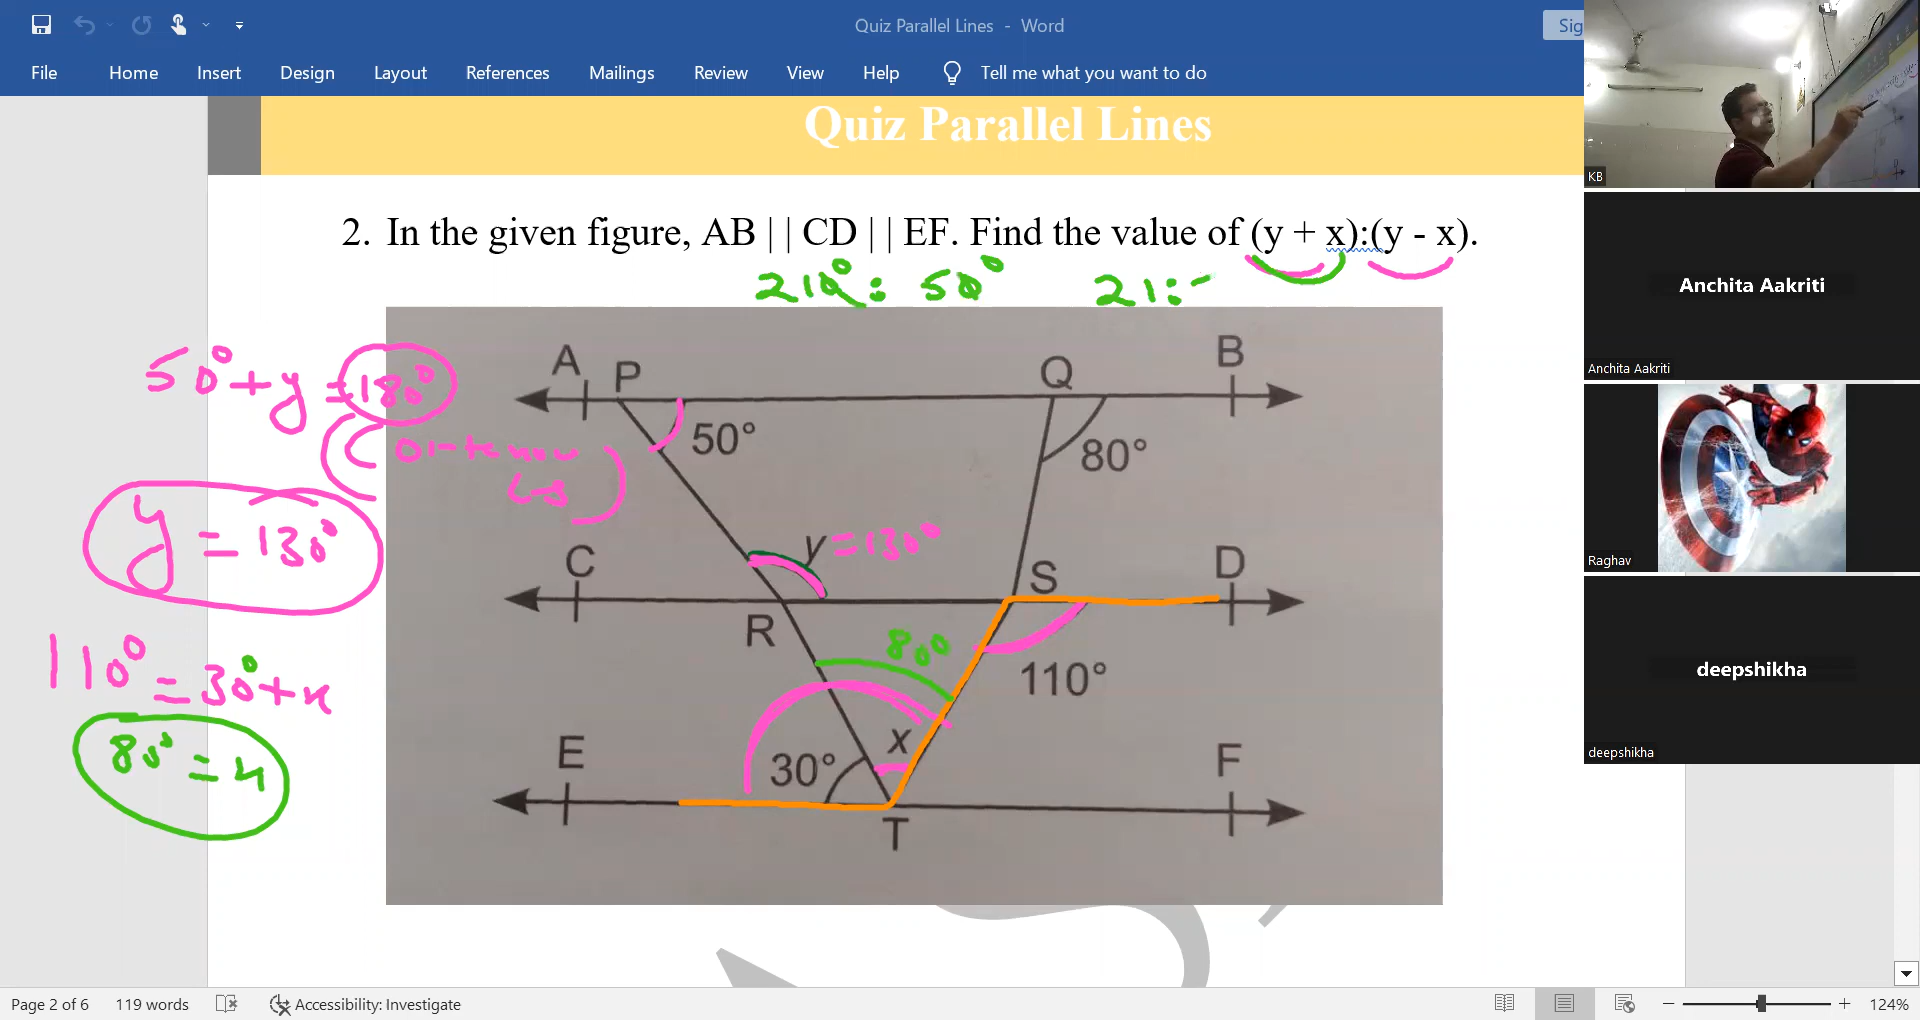 Quiz Parallel Lines - Word
Sig
File Home Insert Design Layout References Mailings Review View Help Tell me what you want to do
Quiz Parallel Lines
2. In the given figure, AB || CD || EF. Find the value of (y + x):(y - x).
210° : 50° 21:
50° + y = 180°
y = 130°
110° = 30° + x
80° = x
A P Q B
50° 80°
y = 130°
C S D
R 80°
110°
E 30° x F
T
KB
Anchita Aakriti
Anchita Aakriti
Raghav
deepshikha
deepshikha
Page 2 of 6 119 words Accessibility: Investigate 124%